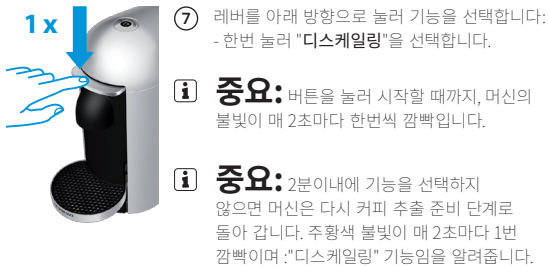 1 x
⑦ 레버를 아래 방향으로 눌러 기능을 선택합니다:
- 한번 눌러 "디스케일링"을 선택합니다.
중요: 버튼을 눌러 시작할 때까지, 머신의
불빛이 매 2초마다 한번씩 깜빡입니다.
중요: 2분이내에 기능을 선택하지
않으면 머신은 다시 커피 추출 준비 단계로
돌아 갑니다. 주황색 불빛이 매 2초마다 1번
깜빡이며 :"디스케일링" 기능임을 알려줍니다.